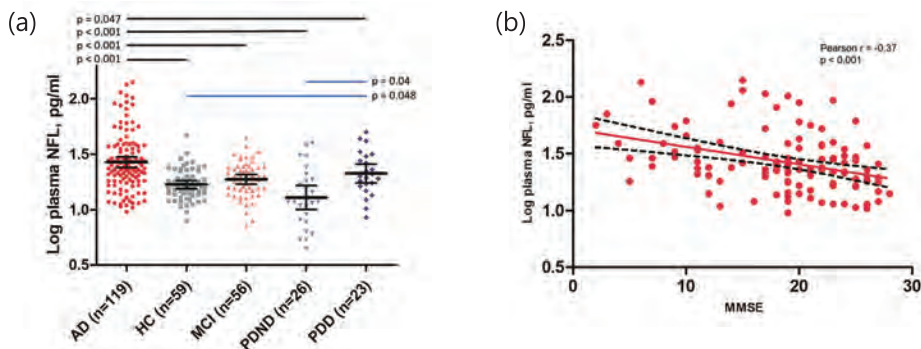 (a)
p = 0.047
p < 0.001
p < 0.001
p < 0.001
p = 0.04
p = 0.048
Log plasma NFL, pg/ml
2.0
1.5
1.0
0.5
AD (n=119)
HC (n=59)
MCI (n=56)
PDND (n=26)
PDD (n=23)
(b)
Pearson r = -0.37
p < 0.001
Log plasma NFL, pg/ml
2.5
2.0
1.5
1.0
0.5
0
10
20
30
MMSE